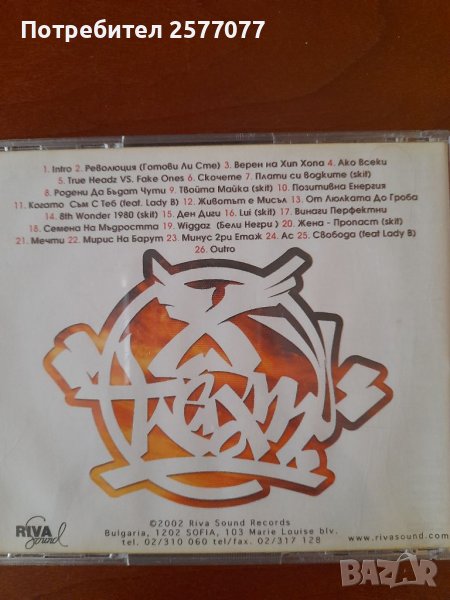 Потребител 2577077
1. Intro 2. Революция (Готови Ли Сте) 3. Верен на Хип Хопа 4. Ако Всеки
5. True Headz VS. Fake Ones 6. Скочете 7. Плати си водките (skit)
8. Родени Да Бъдат Чути 9. Твойта Майка (skit) 10. Позитивна Енергия
11. Когато Съм С Теб (feat. Lady B) 12. Животът е Мисъл 13. От Люлката До Гроба
14. 8th Wonder 1980 (skit) 15. Ден Диги 16. Lui (skit) 17. Винаги Перфектни
18. Семена На Мъдростта 19. Wiggaz (Бели Негри) 20. Жена - Пропаст (skit)
21. Мечти 22. Мирис На Барут 23. Минус 2ри Етаж 24. Ас 25. Свобода (feat Lady B)
26. Outro
©2002 Riva Sound Records
Bulgaria, 1202 SOFIA, 103 Marie Louise blv.
tel. 02/310 060 tel/fax. 02/317 128
www.rivasound.com
RIVA
Sound
BAZAR